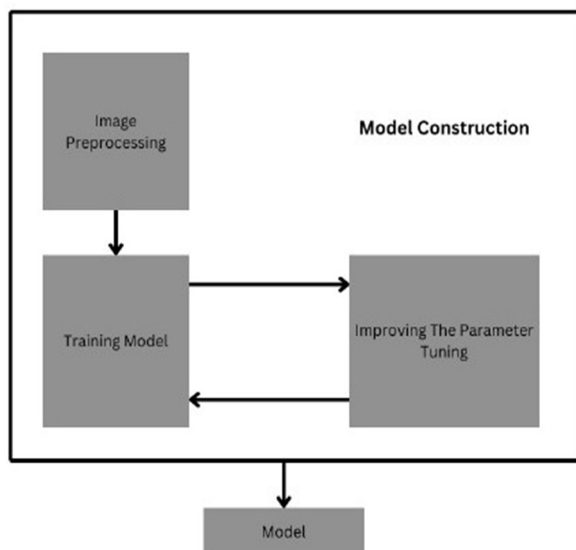 Image
Preprocessing
Model Construction
Training Model
Improving The Parameter
Tuning
Model